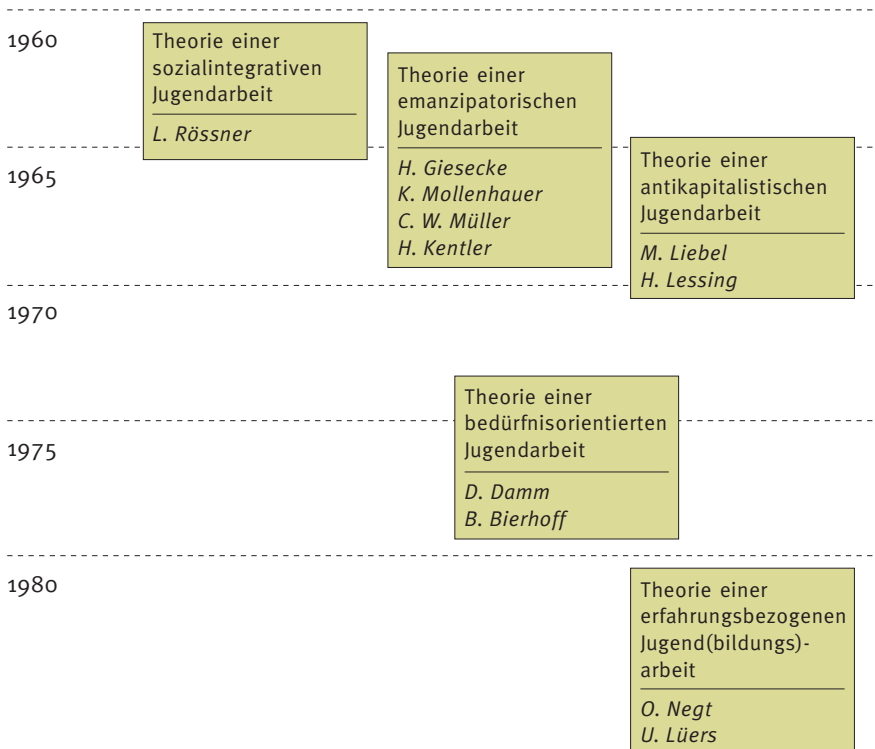 1960
Theorie einer
sozialintegrativen
Jugendarbeit
L. Rössner
Theorie einer
emanzipatorischen
Jugendarbeit
H. Giesecke
K. Mollenhauer
C. W. Müller
H. Kentler
1965
Theorie einer
antikapitalistischen
Jugendarbeit
M. Liebel
H. Lessing
1970
Theorie einer
bedürfnisorientierten
Jugendarbeit
D. Damm
B. Bierhoff
1975
1980
Theorie einer
erfahrungsbezogenen
Jugend(bildungs)-
arbeit
O. Negt
U. Lüers